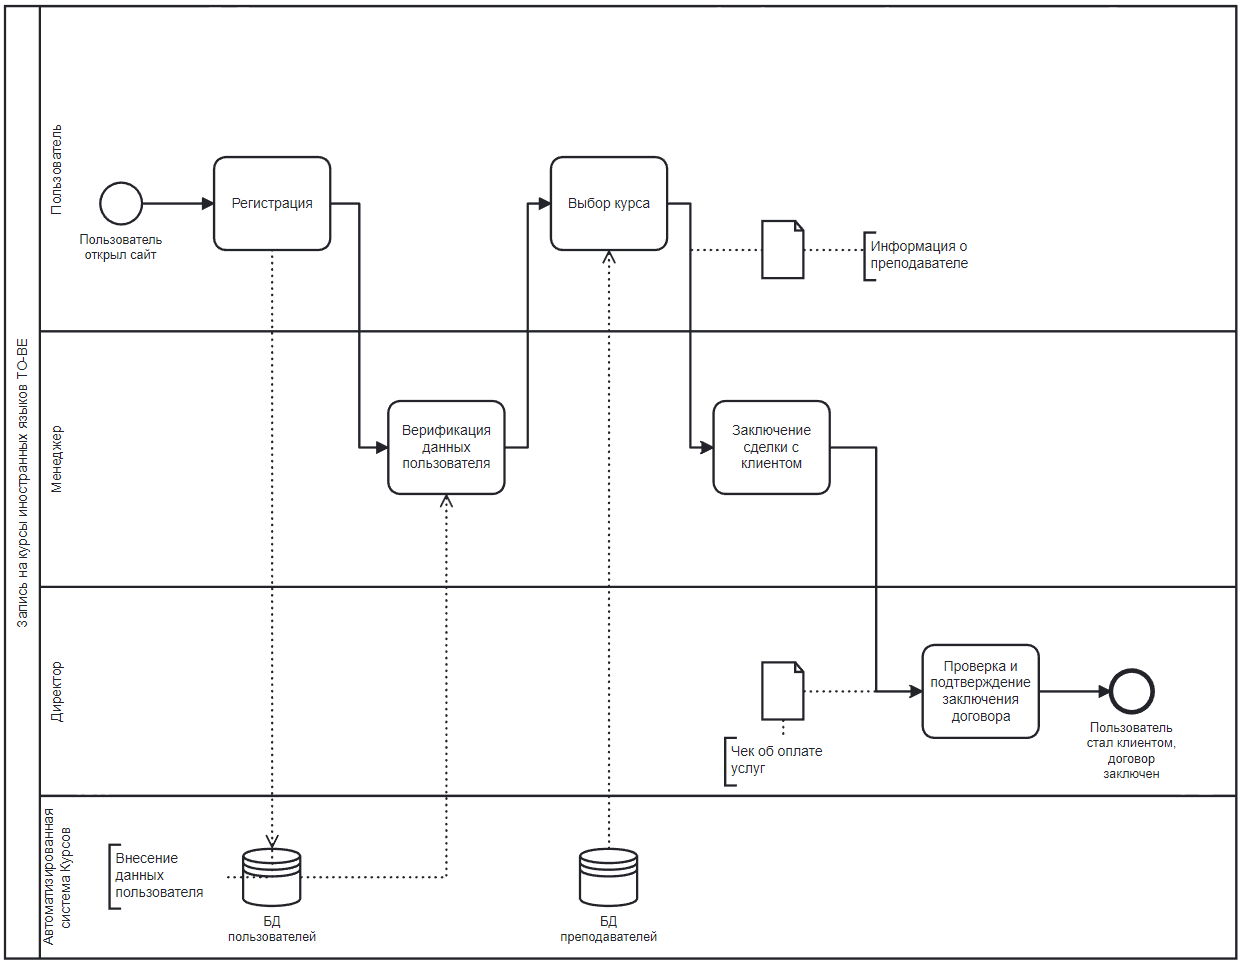 Запись на курсы иностранных языков TO-BE
Пользователь
Пользователь
открыл сайт
Регистрация
Выбор курса
Информация о
преподавателе
Менеджер
Верификация
данных
пользователя
Заключение
сделки с
клиентом
Директор
Чек об оплате
услуг
Проверка и
подтверждение
заключения
договора
Пользователь
стал клиентом,
договор
заключен
Автоматизированная
система Курсов
Внесение
данных
пользователя
БД
пользователей
БД
преподавателей